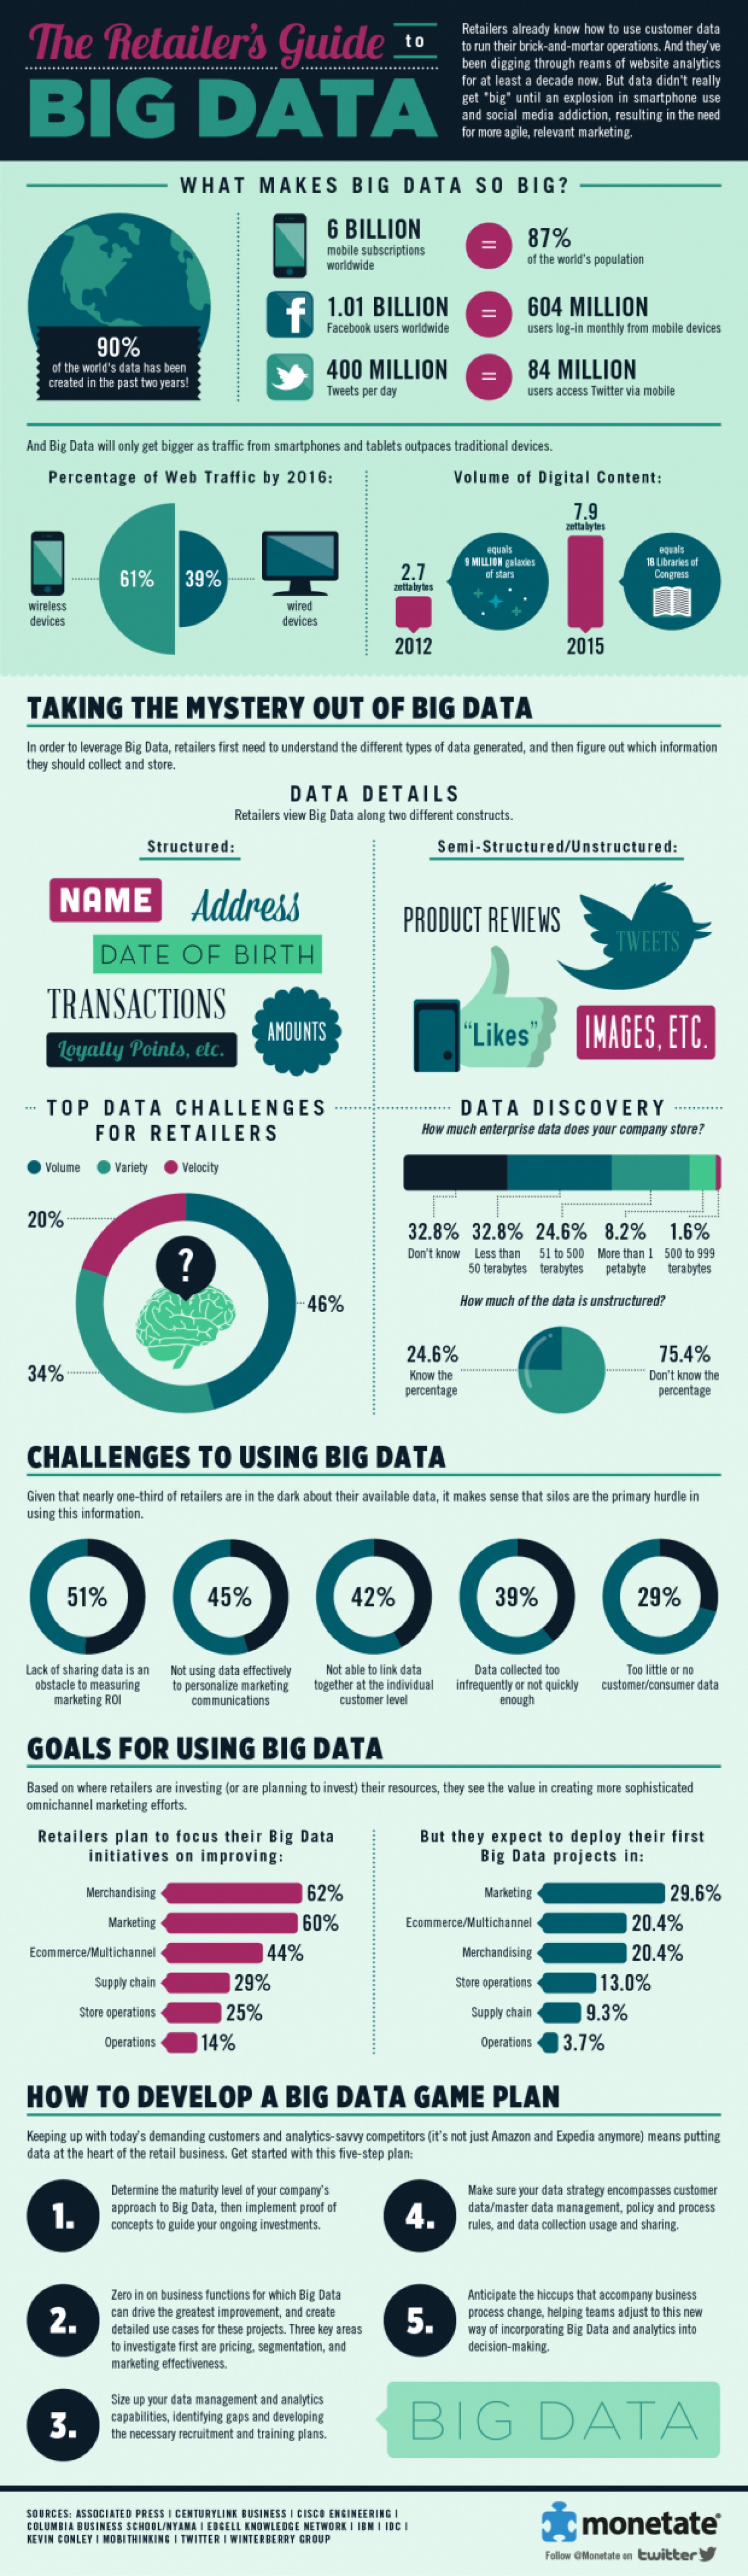 The Retailer's Guide to
BIG DATA
Retailers already know how to use customer data
to run their brick-and-mortar operations. And they've
been digging through reams of website analytics
for at least a decade now. But data didn't really
get "big" until an explosion in smartphone use
and social media addiction, resulting in the need
for more agile, relevant marketing.
WHAT MAKES BIG DATA SO BIG?
90%
of the world's data has been
created in the past two years!
6 BILLION
mobile subscriptions
worldwide
=
87%
of the world's population
f
1.01 BILLION
Facebook users worldwide
=
604 MILLION
users log-in monthly from mobile devices
400 MILLION
Tweets per day
=
84 MILLION
users access Twitter via mobile
And Big Data will only get bigger as traffic from smartphones and tablets outpaces traditional devices.
Percentage of Web Traffic by 2016:
wireless
devices
61%
39%
wired
devices
Volume of Digital Content:
2.7
zettabytes
2012
equals
9 MILLION galaxies
of stars
7.9
zettabytes
2015
equals
18 Libraries of
Congress
TAKING THE MYSTERY OUT OF BIG DATA
In order to leverage Big Data, retailers first need to understand the different types of data generated, and then figure out which information
they should collect and store.
DATA DETAILS
Retailers view Big Data along two different constructs.
Structured:
NAME
Address
DATE OF BIRTH
TRANSACTIONS
AMOUNTS
Loyalty Points, etc.
Semi-Structured/Unstructured:
PRODUCT REVIEWS
TWEETS
"Likes"
IMAGES, ETC.
TOP DATA CHALLENGES
FOR RETAILERS
Volume
Variety
Velocity
20%
?
46%
34%
DATA DISCOVERY
How much enterprise data does your company store?
32.8%
Don't know
32.8%
Less than
50 terabytes
24.6%
51 to 500
terabytes
8.2%
More than 1
petabyte
1.6%
500 to 999
terabytes
How much of the data is unstructured?
24.6%
Know the
percentage
75.4%
Don't know the
percentage
CHALLENGES TO USING BIG DATA
Given that nearly one-third of retailers are in the dark about their available data, it makes sense that silos are the primary hurdle in
using this information.
51%
Lack of sharing data is an
obstacle to measuring
marketing ROI
45%
Not using data effectively
to personalize marketing
communications
42%
Not able to link data
together at the individual
customer level
39%
Data collected too
infrequently or not quickly
enough
29%
Too little or no
customer/consumer data
GOALS FOR USING BIG DATA
Based on where retailers are investing (or are planning to invest) their resources, they see the value in creating more sophisticated
omnichannel marketing efforts.
Retailers plan to focus their Big Data
initiatives on improving:
Merchandising 62%
Marketing 60%
Ecommerce/Multichannel 44%
Supply chain 29%
Store operations 25%
Operations 14%
But they expect to deploy their first
Big Data projects in:
Marketing 29.6%
Ecommerce/Multichannel 20.4%
Merchandising 20.4%
Store operations 13.0%
Supply chain 9.3%
Operations 3.7%
HOW TO DEVELOP A BIG DATA GAME PLAN
Keeping up with today's demanding customers and analytics-savvy competitors (it's not just Amazon and Expedia anymore) means putting
data at the heart of the retail business. Get started with this five-step plan:
1.
Determine the maturity level of your company's
approach to Big Data, then implement proof of
concepts to guide your ongoing investments.
2.
Zero in on business functions for which Big Data
can drive the greatest improvement, and create
detailed use cases for these projects. Three key areas
to investigate first are pricing, segmentation, and
marketing effectiveness.
3.
Size up your data management and analytics
capabilities, identifying gaps and developing
the necessary recruitment and training plans.
4.
Make sure your data strategy encompasses customer
data/master data management, policy and process
rules, and data collection usage and sharing.
5.
Anticipate the hiccups that accompany business
process change, helping teams adjust to this new
way of incorporating Big Data and analytics into
decision-making.
BIG DATA
SOURCES: ASSOCIATED PRESS | CENTURYLINK BUSINESS | CISCO ENGINEERING |
COLUMBIA BUSINESS SCHOOL/NYAMA | EDGELL KNOWLEDGE NETWORK | IBM | IDC |
KEVIN CONLEY | MOBITHINKING | TWITTER | WINTERBERRY GROUP
monetate®
Follow @Monetate on twitter